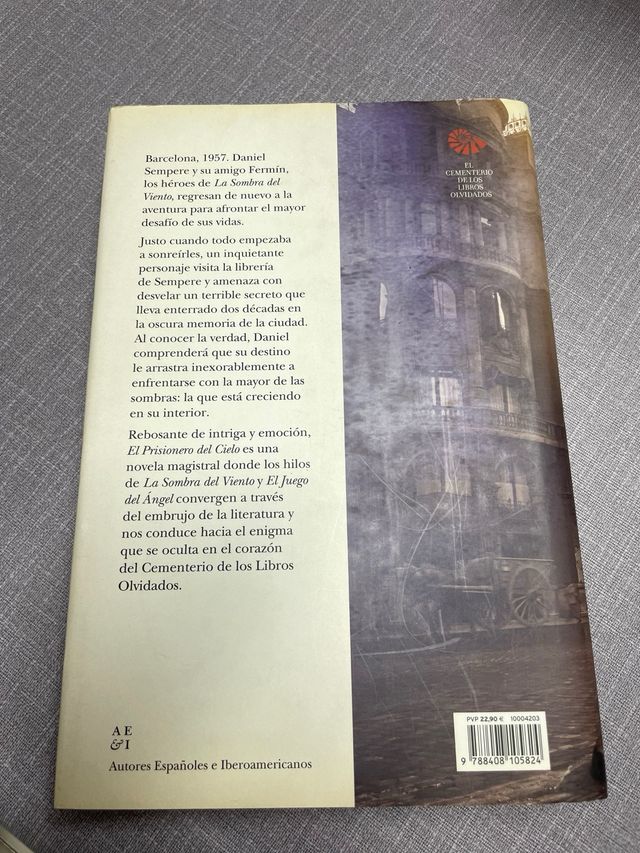 Barcelona, 1957. Daniel
Sempere y su amigo Fermín,
los héroes de La Sombra del
Viento, regresan de nuevo a la
aventura para afrontar el mayor
desafío de sus vidas.
Justo cuando todo empezaba
a sonreírles, un inquietante
personaje visita la librería
de Sempere y amenaza con
desvelar un terrible secreto que
lleva enterrado dos décadas en
la oscura memoria de la ciudad.
Al conocer la verdad, Daniel
comprenderá que su destino
le arrastra inexorablemente a
enfrentarse con la mayor de las
sombras: la que está creciendo
en su interior.
Rebosante de intriga y emoción,
El Prisionero del Cielo es una
novela magistral donde los hilos
de La Sombra del Viento y El Juego
del Ángel convergen a través
del embrujo de la literatura y
nos conduce hacia el enigma
que se oculta en el corazón
del Cementerio de los Libros
Olvidados.
A E
& I
Autores Españoles e Iberoamericanos
EL
CEMENTERIO
DE LOS
LIBROS
OLVIDADOS
PVP 22,90 € 10004203
9 788408 105824